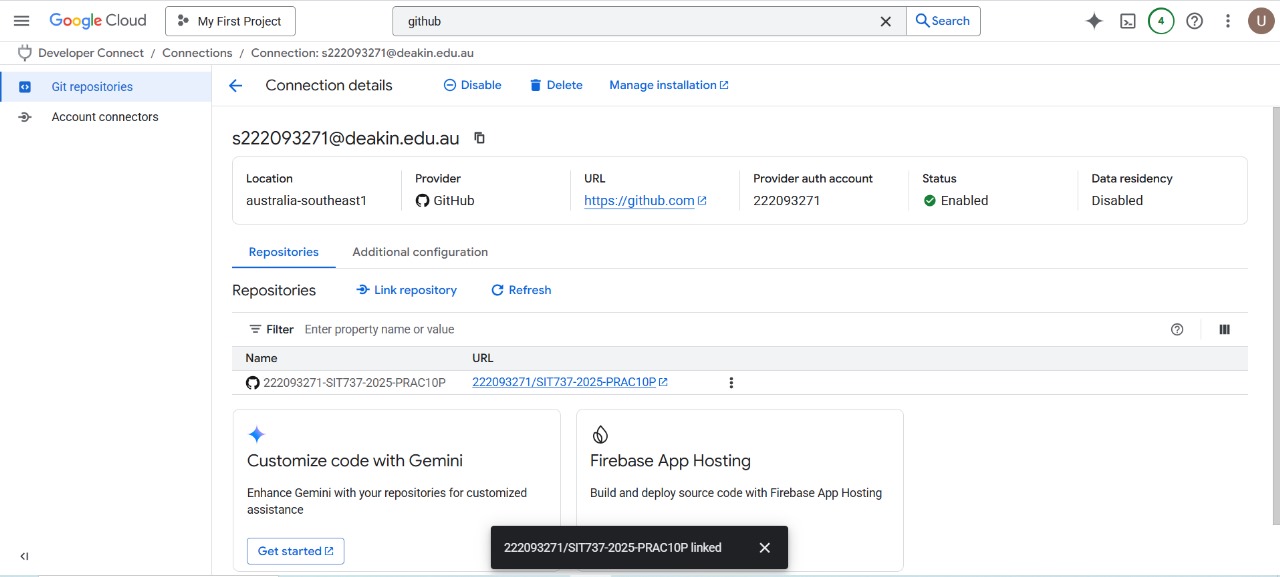 Google Cloud My First Project github Search 4 U
Developer Connect / Connections / Connection: s222093271@deakin.edu.au
Git repositories
Account connectors
Connection details Disable Delete Manage installation
s222093271@deakin.edu.au
Location Provider URL Provider auth account Status Data residency
australia-southeast1 GitHub https://github.com 222093271 Enabled Disabled
Repositories Additional configuration
Repositories Link repository Refresh
Filter Enter property name or value
Name URL
222093271-SIT737-2025-PRAC10P 222093271/SIT737-2025-PRAC10P
Customize code with Gemini
Enhance Gemini with your repositories for customized
assistance
Get started
Firebase App Hosting
Build and deploy source code with Firebase App Hosting
222093271/SIT737-2025-PRAC10P linked